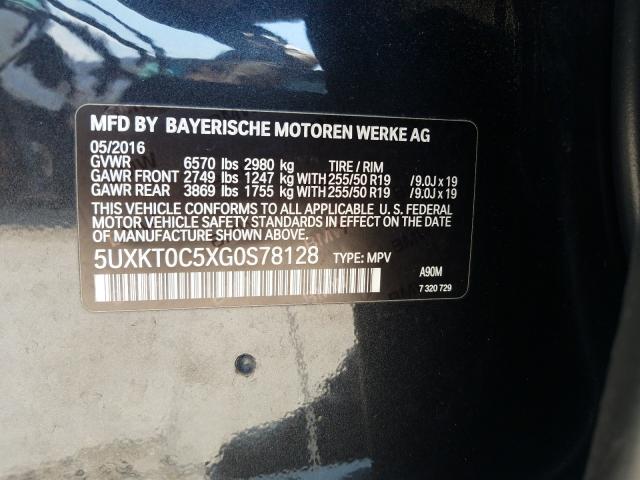 MFD BY BAYERISCHE MOTOREN WERKE AG
05/2016
GVWR 6570 lbs 2980 kg TIRE / RIM
GAWR FRONT 2749 lbs 1247 kg WITH 255/50 R19 /9.0J x 19
GAWR REAR 3869 lbs 1755 kg WITH 255/50 R19 /9.0J x 19
THIS VEHICLE CONFORMS TO ALL APPLICABLE U. S. FEDERAL
MOTOR VEHICLE SAFETY STANDARDS IN EFFECT ON THE DATE
OF MANUFACTURE SHOWN ABOVE.
5UXKT0C5XG0S78128 TYPE: MPV
A90M
7 320 729